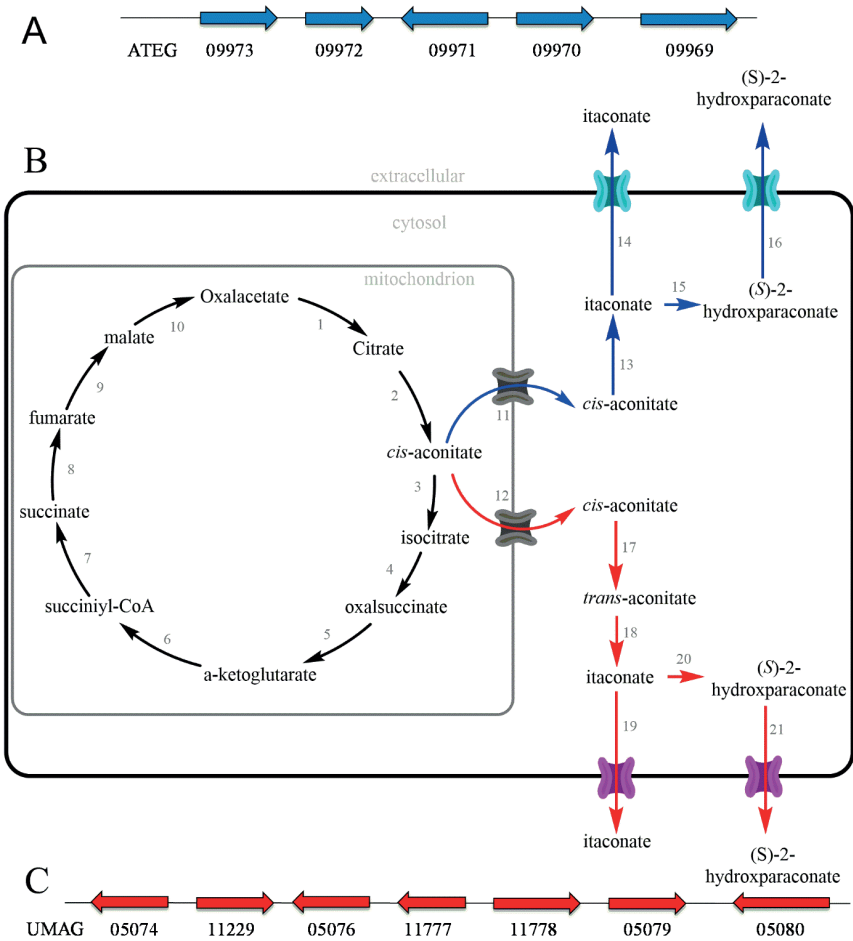 A
ATEG 09973 09972 09971 09970 09969
(S)-2-
hydroxparaconate
itaconate
B
extracellular
cytosol
mitochondrion
14
16
15
Oxalacetate
itaconate
(S)-2-
hydroxparaconate
10
1
malate
Citrate
13
9
2
11
cis-aconitate
fumarate
cis-aconitate
8
3
12
cis-aconitate
succinate
isocitrate
17
7
4
succiniyl-CoA
oxalsuccinate
trans-aconitate
6
5
18
20
a-ketoglutarate
itaconate
(S)-2-
hydroxparaconate
19
21
itaconate
(S)-2-
hydroxparaconate
C
UMAG 05074 11229 05076 11777 11778 05079 05080